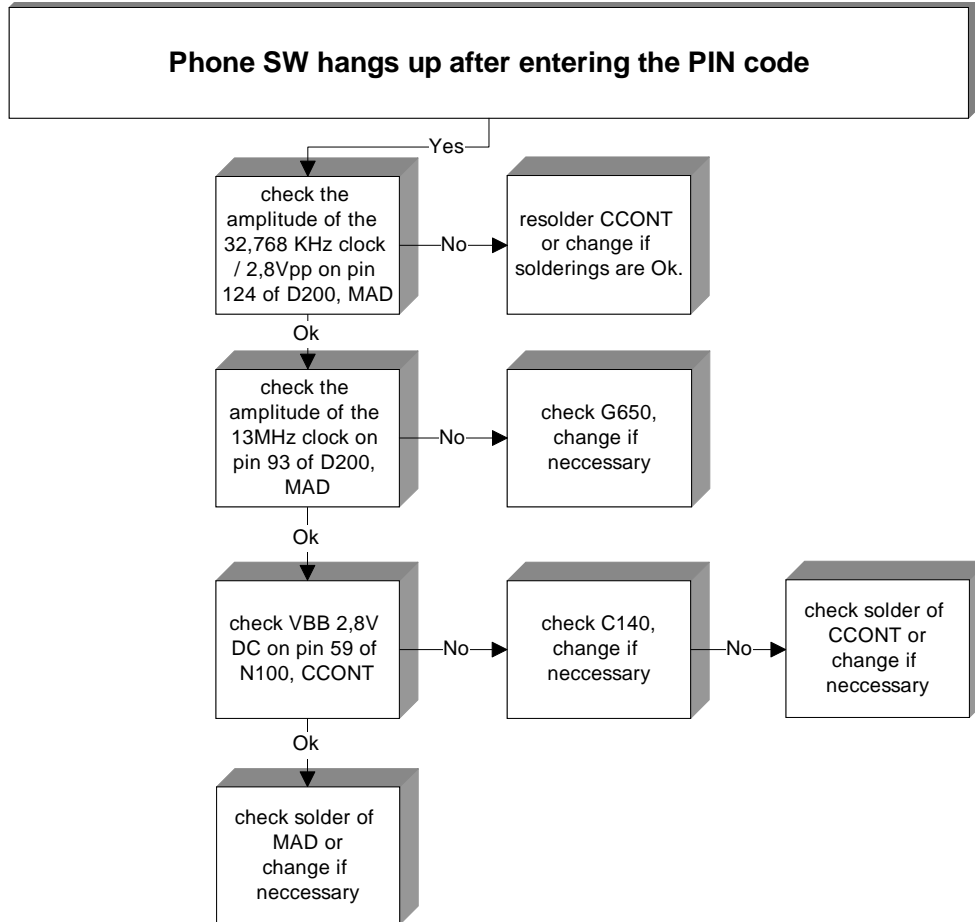 Phone SW hangs up after entering the PIN code
Yes
check the
amplitude of the
32,768 KHz clock
/ 2,8Vpp on pin
124 of D200, MAD
No
resolder CCONT
or change if
solderings are Ok.
Ok
check the
amplitude of the
13MHz clock on
pin 93 of D200,
MAD
No
check G650,
change if
neccessary
Ok
check VBB 2,8V
DC on pin 59 of
N100, CCONT
No
check C140,
change if
neccessary
No
check solder of
CCONT or
change if
neccessary
Ok
check solder of
MAD or
change if
neccessary